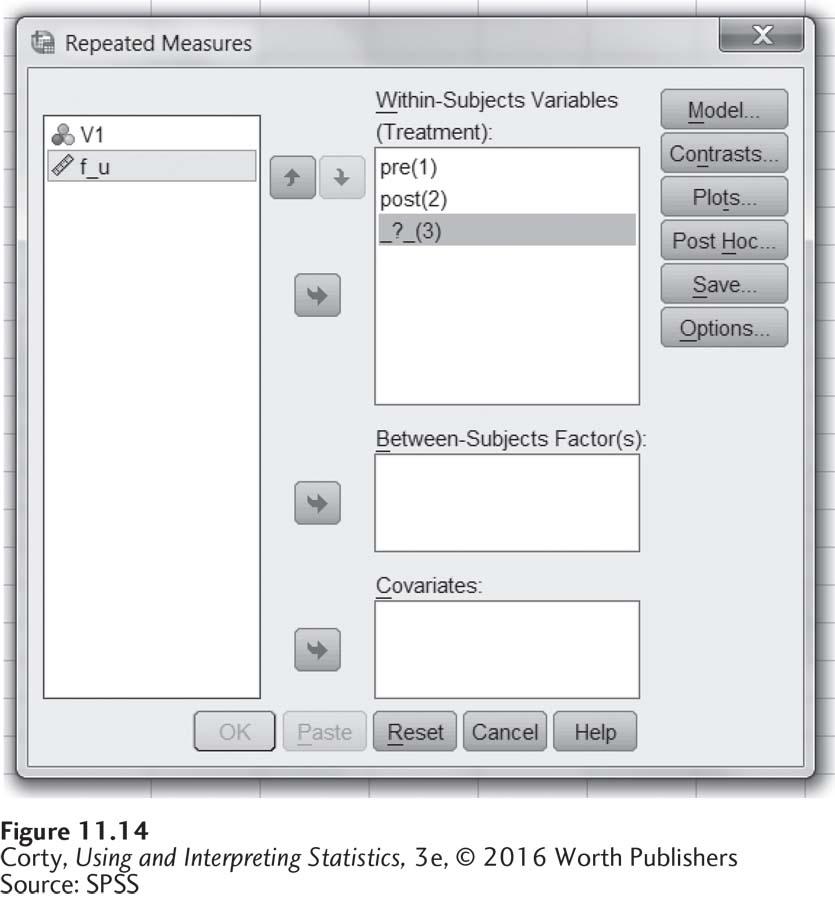 Repeated Measures
X
V1
f_u
Within-Subjects Variables
(Treatment):
pre(1)
post(2)
_?_(3)
Model...
Contrasts...
Plots...
Post Hoc...
Save...
Options...
Between-Subjects Factor(s):
Covariates:
OK
Paste
Reset
Cancel
Help
Figure 11.14
Corty, Using and Interpreting Statistics, 3e, © 2016 Worth Publishers
Source: SPSS